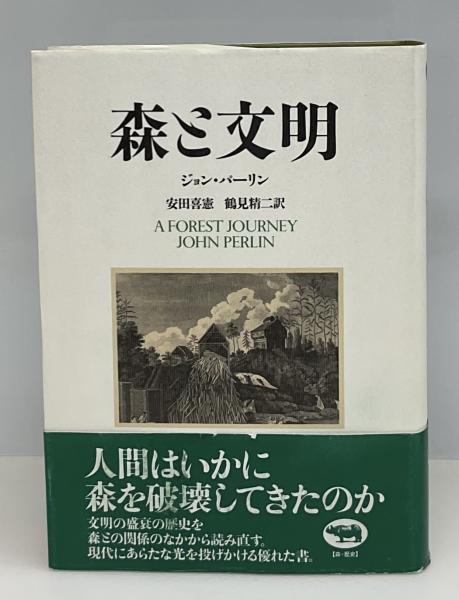 森と文明
ジョン・パーリン
安田喜憲 鶴見精二訳
A FOREST JOURNEY
JOHN PERLIN
人間はいかに
森を破壊してきたのか
文明の盛衰の歴史を
森との関係のなかから読み直す。
現代にあらたな光を投げかける優れた書。
【森・歴史】